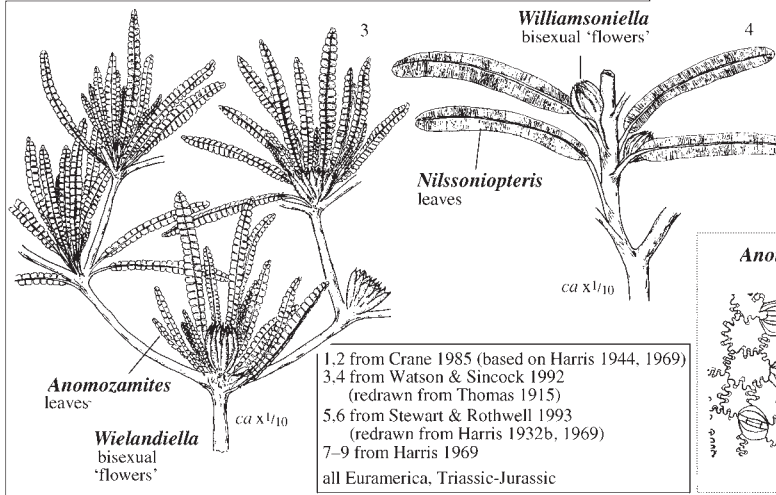 3
Williamsoniella
bisexual ‘flowers’
4
Nilssoniopteris
leaves
ca x1/10
Anomozamites
leaves
ca x1/10
Wielandiella
bisexual
‘flowers’
1,2 from Crane 1985 (based on Harris 1944, 1969)
3,4 from Watson & Sincock 1992
(redrawn from Thomas 1915)
5,6 from Stewart & Rothwell 1993
(redrawn from Harris 1932b, 1969)
7–9 from Harris 1969
all Euramerica, Triassic-Jurassic